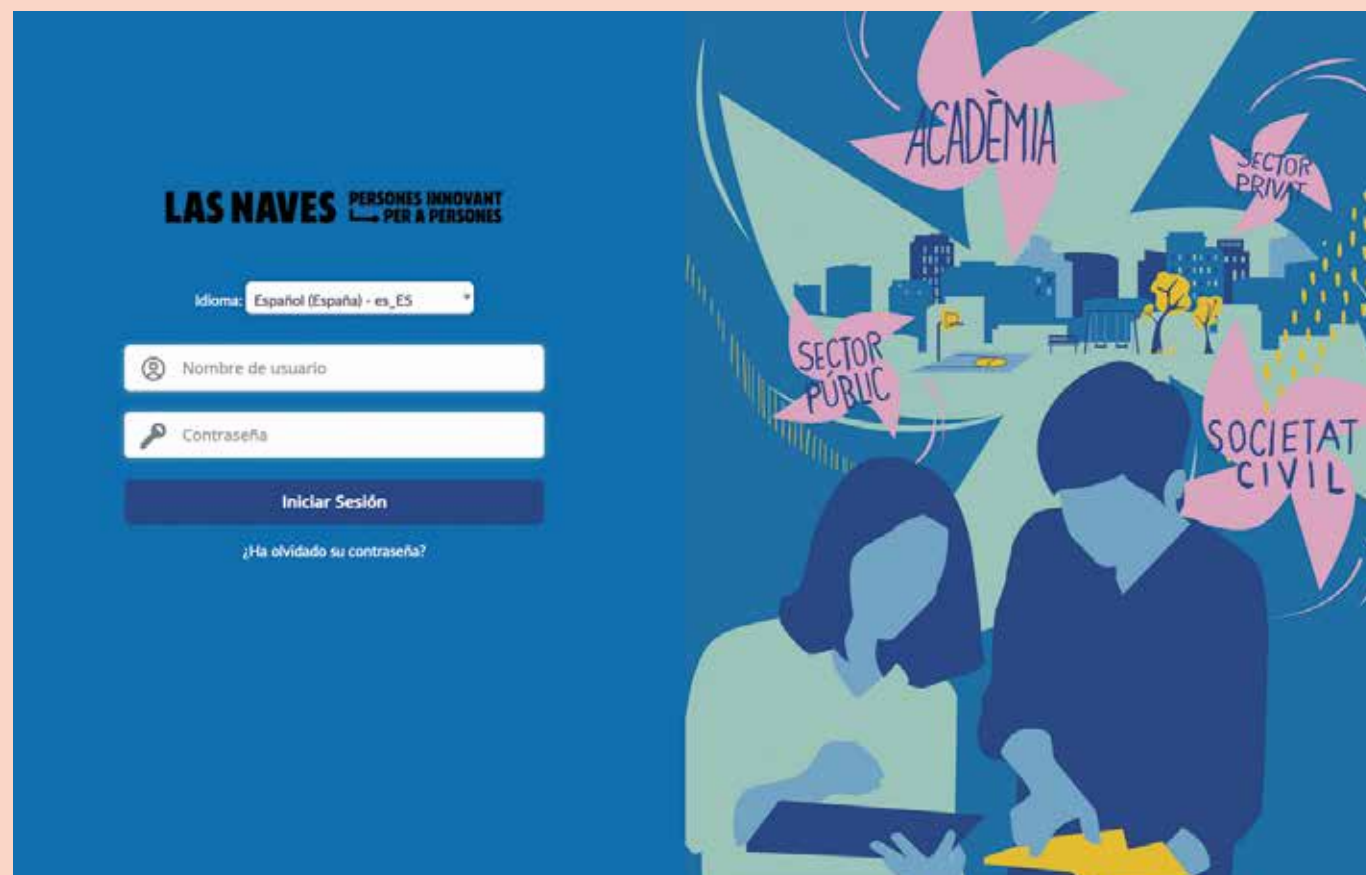 LAS NAVES PERSONES INNOVANT
PER A PERSONES
Idioma: Español (España) - es_ES
Nombre de usuario
Contraseña
Iniciar Sesión
¿Ha olvidado su contraseña?
ACADÈMIA
SECTOR
PRIVAT
SECTOR
PÚBLIC
SOCIETAT
CIVIL